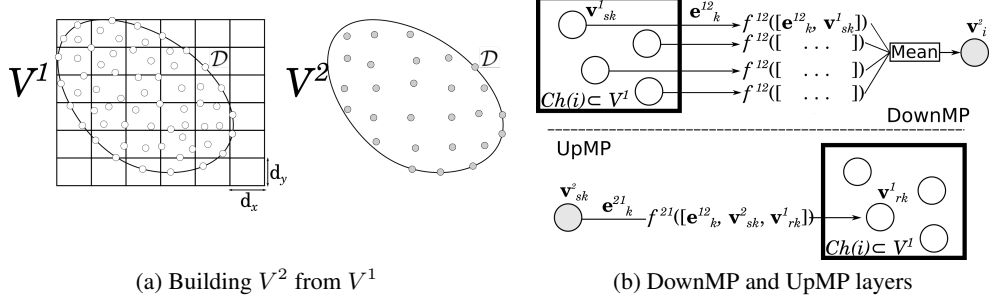 V¹
D
d_y
d_x
V²
D
v¹_sk
e¹²_k
f¹²([e¹²_k, v¹_sk])
f¹²([ . . . ])
f¹²([ . . . ])
f¹²([ . . . ])
Mean
v²_i
Ch(i)⊂ V¹
DownMP
UpMP
v²_sk
e²¹_k
f²¹([e¹²_k, v²_sk, v¹_rk])
v¹_rk
Ch(i)⊂ V¹
(a) Building V² from V¹
(b) DownMP and UpMP layers